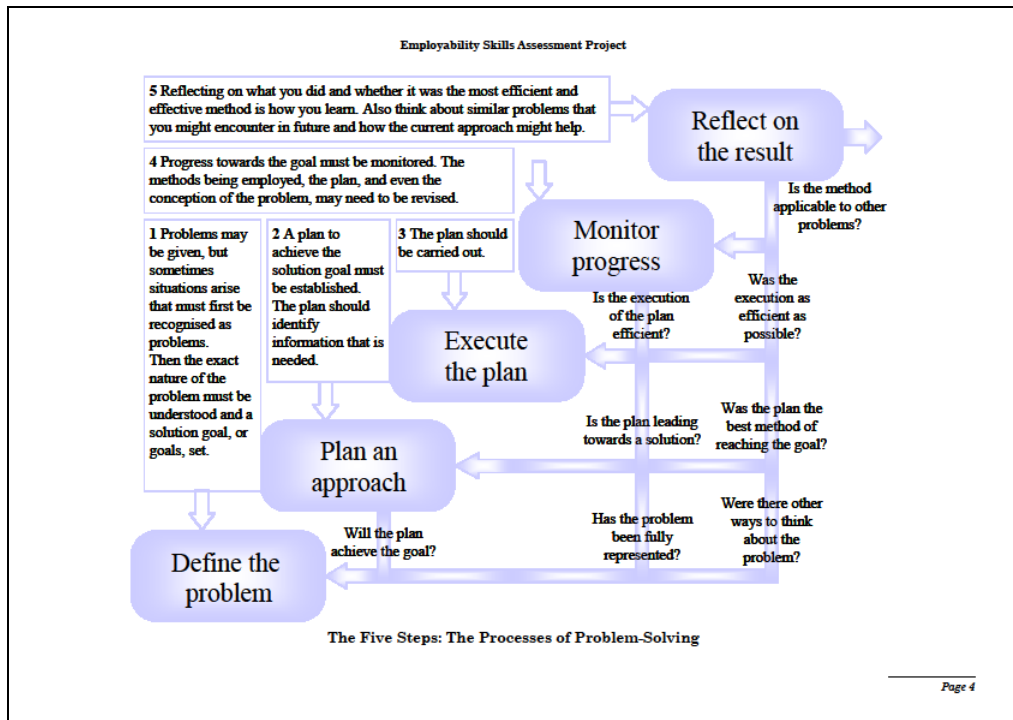 Employability Skills Assessment Project
5 Reflecting on what you did and whether it was the most efficient and
effective method is how you learn. Also think about similar problems that
you might encounter in future and how the current approach might help.
Reflect on
the result
4 Progress towards the goal must be monitored. The
methods being employed, the plan, and even the
conception of the problem, may need to be revised.
Is the method
applicable to other
problems?
1 Problems may
be given, but
sometimes
situations arise
that must first be
recognised as
problems.
Then the exact
nature of the
problem must be
understood and a
solution goal, or
goals, set.
2 A plan to
achieve the
solution goal must
be established.
The plan should
identify
information that is
needed.
3 The plan should
be carried out.
Monitor
progress
Is the execution
of the plan
efficient?
Was the
execution as
efficient as
possible?
Execute
the plan
Is the plan leading
towards a solution?
Was the plan the
best method of
reaching the goal?
Plan an
approach
Will the plan
achieve the goal?
Has the problem
been fully
represented?
Were there other
ways to think
about the
problem?
Define the
problem
The Five Steps: The Processes of Problem-Solving
Page 4